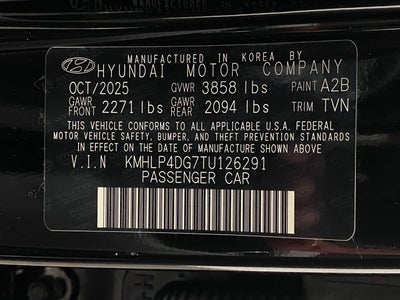 MANUFACTURED IN KOREA BY
HYUNDAI MOTOR COMPANY
OCT/2025 GVWR 3858 lbs PAINT A2B
GAWR FRONT 2271 lbs GAWR REAR 2094 lbs TRIM TVN
THIS VEHICLE CONFORMS TO ALL APPLICABLE U.S.A. FEDERAL
MOTOR VEHICLE SAFETY, BUMPER, AND THEFT PREVENTION STANDARDS
IN EFFECT ON THE DATE OF MANUFACTURE SHOWN ABOVE.
V.I.N KMHLP4DG7TU126291
PASSENGER CAR